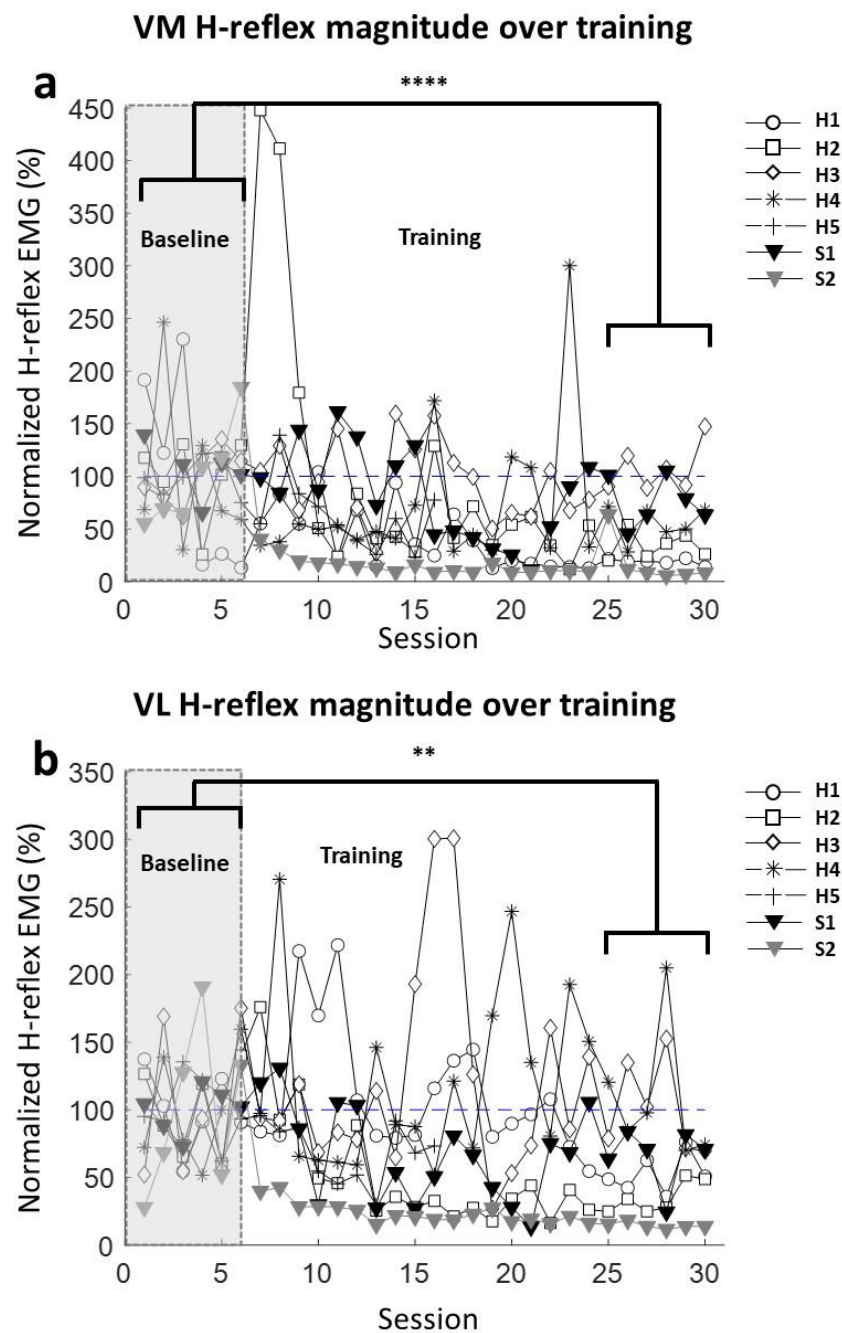 VM H-reflex magnitude over training
a
****
450
400
350
300
250
200
150
100
50
0
Normalized H-reflex EMG (%)
Baseline
Training
H1
H2
H3
H4
H5
S1
S2
0 5 10 15 20 25 30
Session
VL H-reflex magnitude over training
b
**
350
300
250
200
150
100
50
0
Normalized H-reflex EMG (%)
Baseline
Training
H1
H2
H3
H4
H5
S1
S2
0 5 10 15 20 25 30
Session